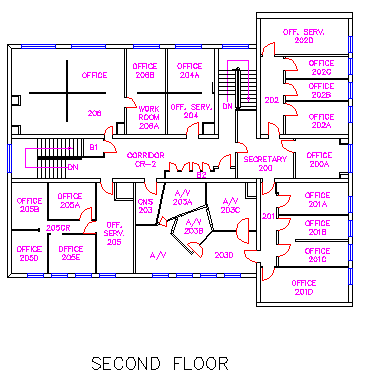 OFF. SERV.
202D
OFFICE
202C
OFFICE
202B
OFFICE
202A
202
OFFICE
206
OFFICE
206B
OFFICE
204A
WORK
ROOM
206A
OFF. SERV.
204
DN
B1
DN
CORRIDOR
CR-2
B2
SECRETARY
200
OFFICE
200A
OFFICE
205B
OFFICE
205A
205CR
OFFICE
205D
OFFICE
205E
OFF.
SERV.
205
ONS
203
A/V
203A
A/V
203B
A/V
203C
A/V
203D
201
OFFICE
201A
OFFICE
201B
OFFICE
201C
OFFICE
201D
SECOND FLOOR